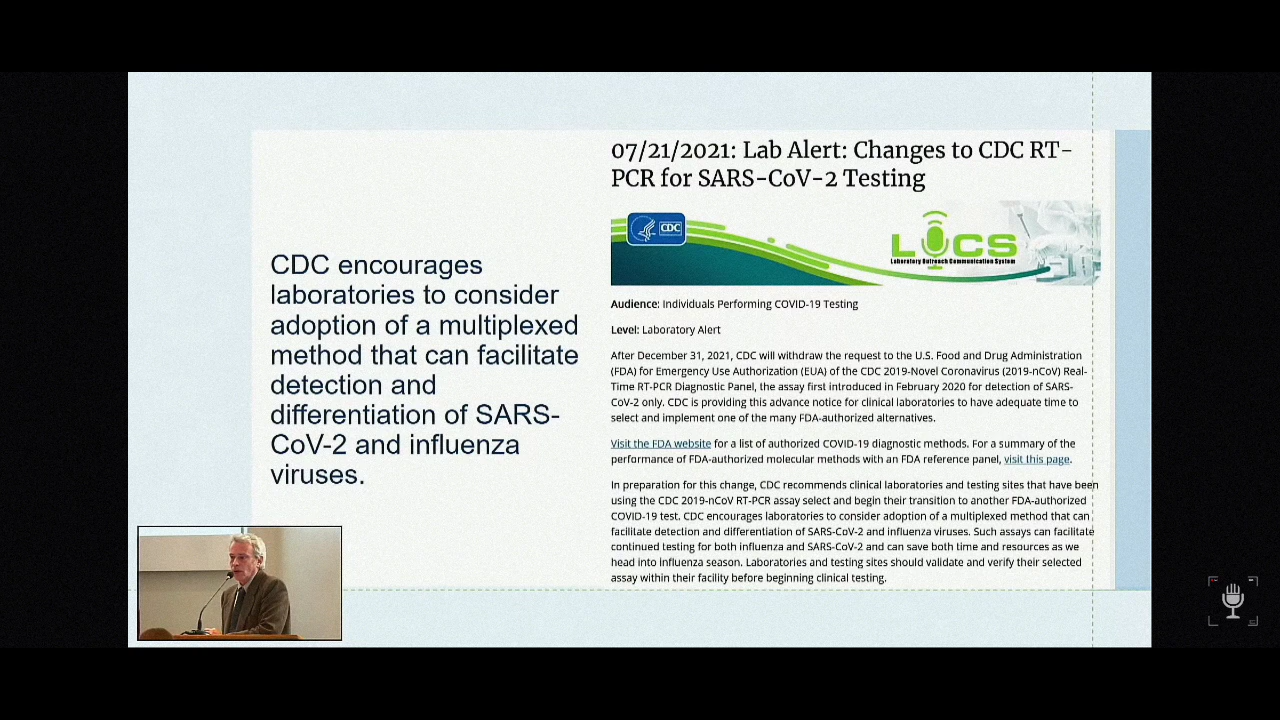 07/21/2021: Lab Alert: Changes to CDC RT-
PCR for SARS-CoV-2 Testing
CDC
LOCS
Laboratory Outreach Communication System
CDC encourages
laboratories to consider
adoption of a multiplexed
method that can facilitate
detection and
differentiation of SARS-
CoV-2 and influenza
viruses.
Audience: Individuals Performing COVID-19 Testing
Level: Laboratory Alert
After December 31, 2021, CDC will withdraw the request to the U.S. Food and Drug Administration
(FDA) for Emergency Use Authorization (EUA) of the CDC 2019-Novel Coronavirus (2019-nCoV) Real-
Time RT-PCR Diagnostic Panel, the assay first introduced in February 2020 for detection of SARS-
CoV-2 only. CDC is providing this advance notice for clinical laboratories to have adequate time to
select and implement one of the many FDA-authorized alternatives.
Visit the FDA website for a list of authorized COVID-19 diagnostic methods. For a summary of the
performance of FDA-authorized molecular methods with an FDA reference panel, visit this page.
In preparation for this change, CDC recommends clinical laboratories and testing sites that have been
using the CDC 2019-nCoV RT-PCR assay select and begin their transition to another FDA-authorized
COVID-19 test. CDC encourages laboratories to consider adoption of a multiplexed method that can
facilitate detection and differentiation of SARS-CoV-2 and influenza viruses. Such assays can facilitate
continued testing for both influenza and SARS-CoV-2 and can save both time and resources as we
head into influenza season. Laboratories and testing sites should validate and verify their selected
assay within their facility before beginning clinical testing.